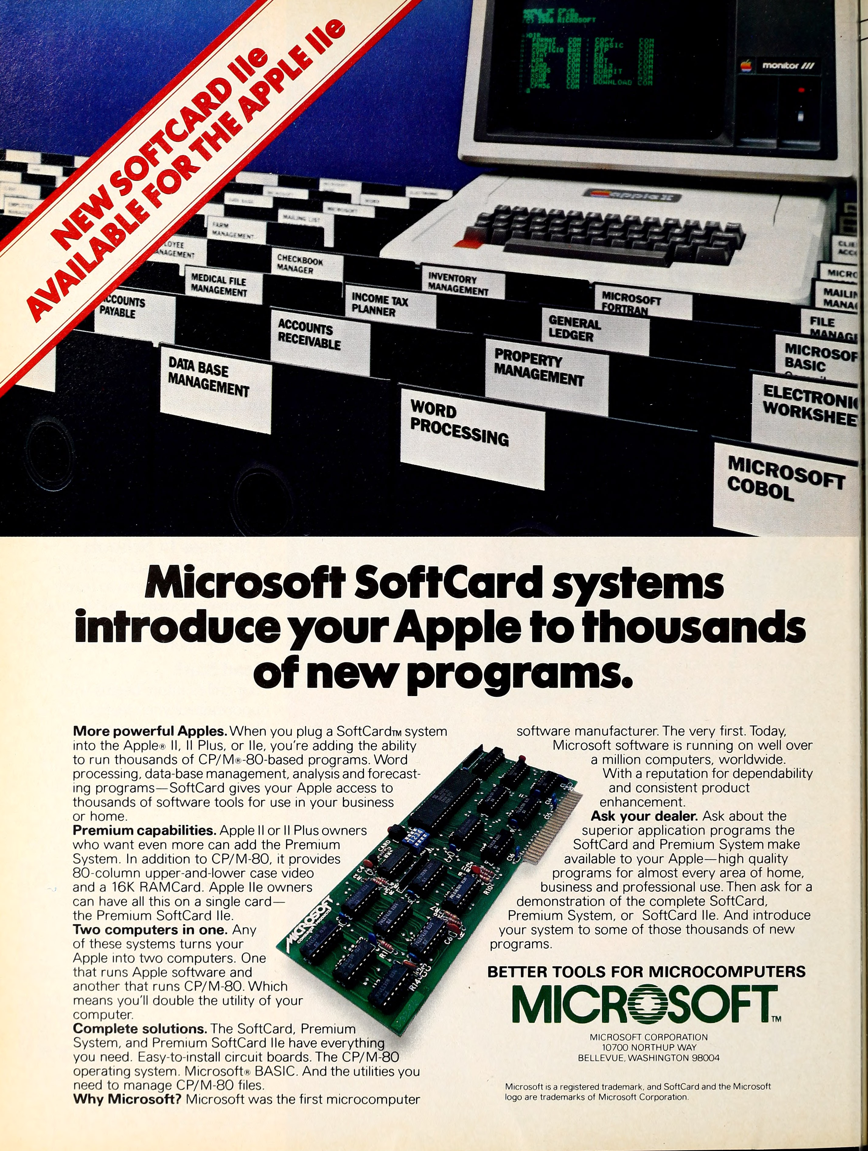 NEW SOFTCARD IIe
AVAILABLE FOR THE APPLE IIe
monitor ///
DOWNLOAD COM
apple II
FARM
MANAGEMENT
MAILING LIST
MICROSOFT
CHECKBOOK
MANAGER
MEDICAL FILE
MANAGEMENT
INVENTORY
MANAGEMENT
INCOME TAX
PLANNER
MICROSOFT
FORTRAN
ACCOUNTS
PAYABLE
ACCOUNTS
RECEIVABLE
GENERAL
LEDGER
FILE
DATA BASE
MANAGEMENT
PROPERTY
MANAGEMENT
BASIC
WORD
PROCESSING
MICROSOFT
COBOL
Microsoft SoftCard systems
introduce your Apple to thousands
of new programs.
More powerful Apples. When you plug a SoftCard™ system
into the Apple® II, II Plus, or IIe, you're adding the ability
to run thousands of CP/M®-80-based programs. Word
processing, data-base management, analysis and forecast-
ing programs—SoftCard gives your Apple access to
thousands of software tools for use in your business
or home.
Premium capabilities. Apple II or II Plus owners
who want even more can add the Premium
System. In addition to CP/M-80, it provides
80-column upper-and-lower case video
and a 16K RAMCard. Apple IIe owners
can have all this on a single card—
the Premium SoftCard IIe.
Two computers in one. Any
of these systems turns your
Apple into two computers. One
that runs Apple software and
another that runs CP/M-80. Which
means you'll double the utility of your
computer.
Complete solutions. The SoftCard, Premium
System, and Premium SoftCard IIe have everything
you need. Easy-to-install circuit boards. The CP/M-80
operating system. Microsoft® BASIC. And the utilities you
need to manage CP/M-80 files.
Why Microsoft? Microsoft was the first microcomputer
software manufacturer. The very first. Today,
Microsoft software is running on well over
a million computers, worldwide.
With a reputation for dependability
and consistent product
enhancement.
Ask your dealer. Ask about the
superior application programs the
SoftCard and Premium System make
available to your Apple—high quality
programs for almost every area of home,
business and professional use. Then ask for a
demonstration of the complete SoftCard,
Premium System, or SoftCard IIe. And introduce
your system to some of those thousands of new
programs.
MICROSOFT
BETTER TOOLS FOR MICROCOMPUTERS
MICROSOFT™
MICROSOFT CORPORATION
10700 NORTHUP WAY
BELLEVUE, WASHINGTON 98004
Microsoft is a registered trademark, and SoftCard and the Microsoft
logo are trademarks of Microsoft Corporation.